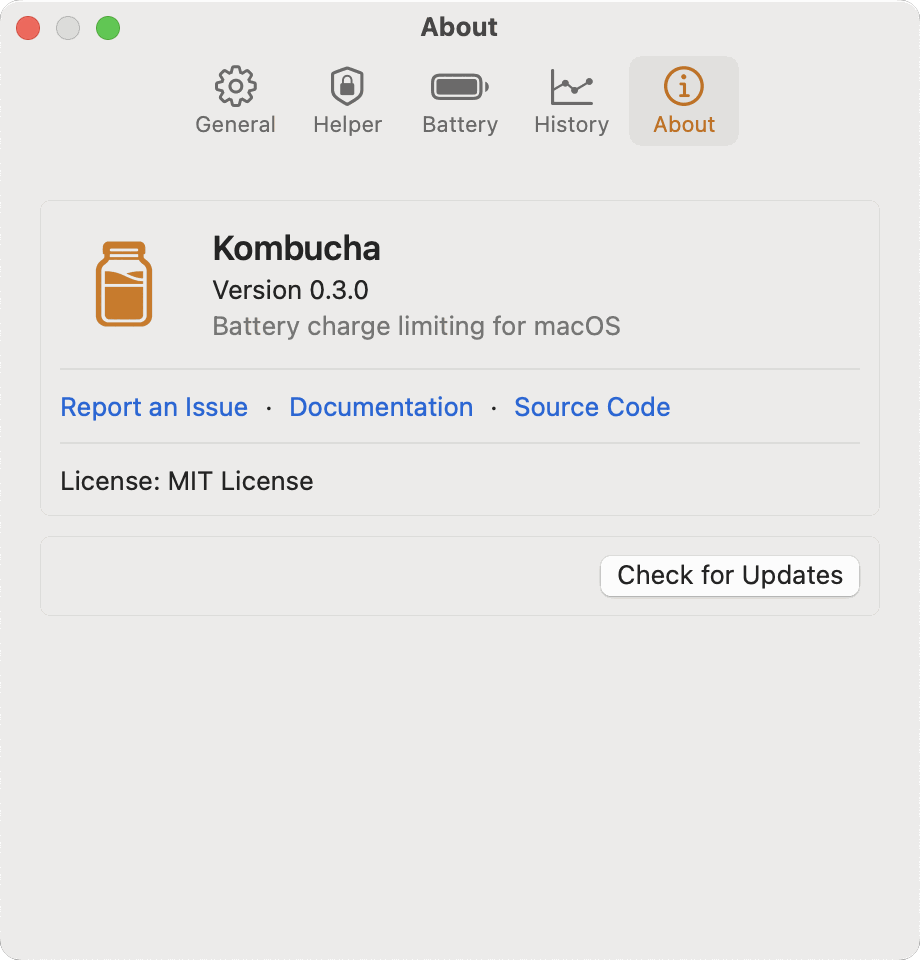 About
General Helper Battery History About
Kombucha
Version 0.3.0
Battery charge limiting for macOS
Report an Issue · Documentation · Source Code
License: MIT License
Check for Updates